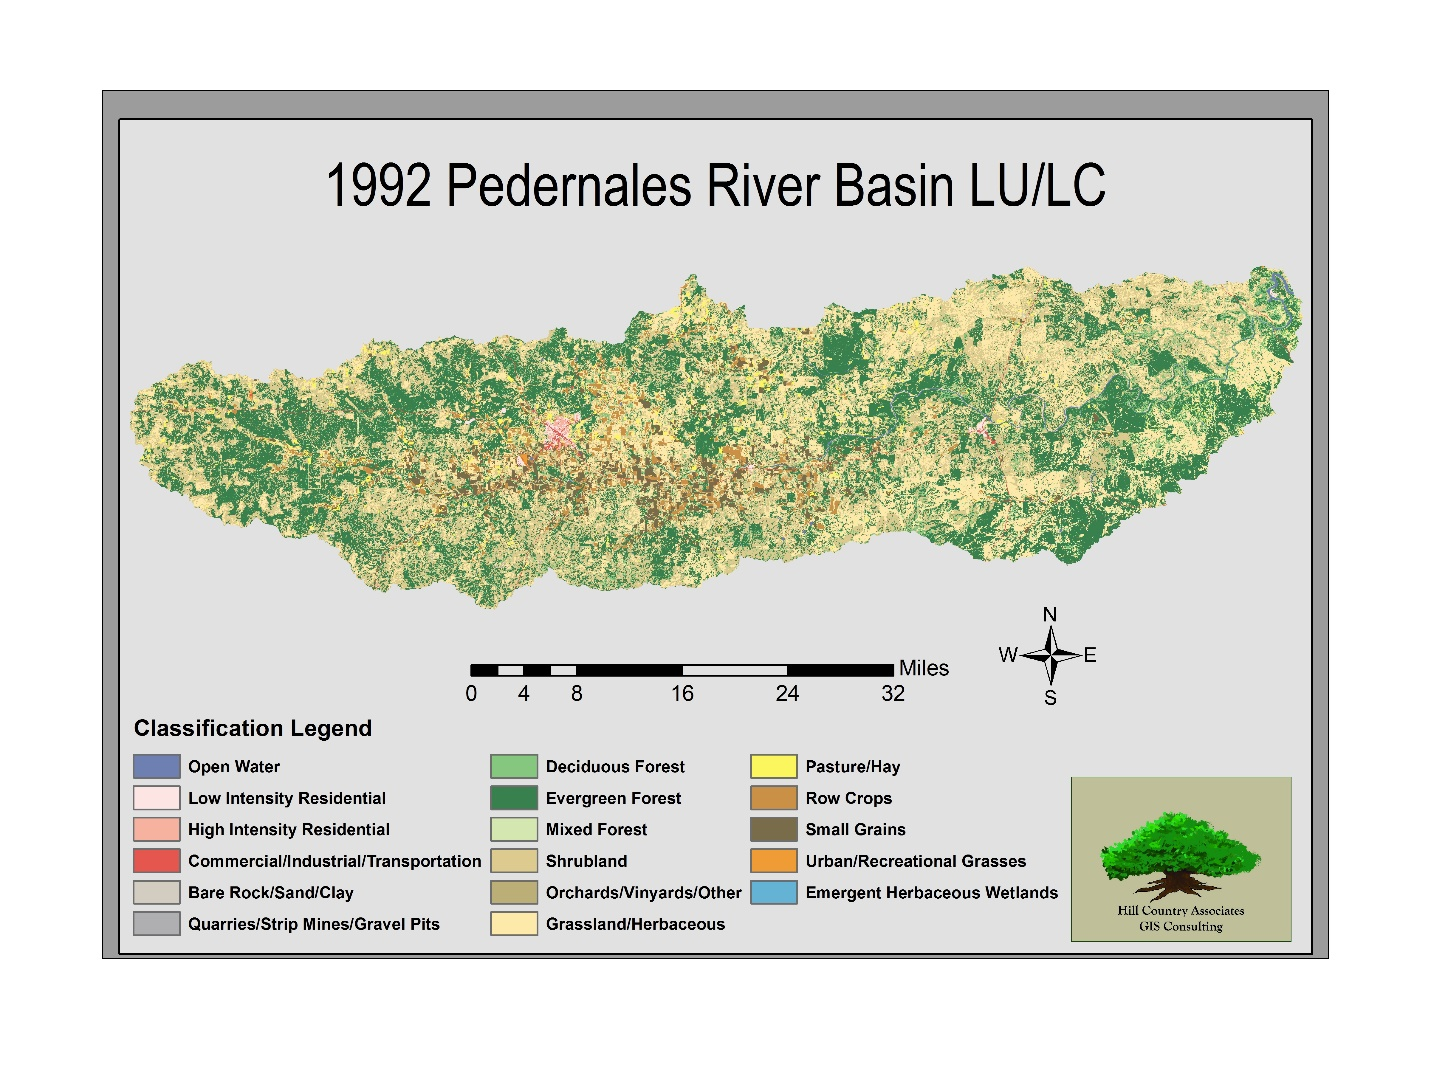 1992 Pedernales River Basin LU/LC
N
W E
S
Miles
0 4 8 16 24 32
Classification Legend
Open Water
Low Intensity Residential
High Intensity Residential
Commercial/Industrial/Transportation
Bare Rock/Sand/Clay
Quarries/Strip Mines/Gravel Pits
Deciduous Forest
Evergreen Forest
Mixed Forest
Shrubland
Orchards/Vinyards/Other
Grassland/Herbaceous
Pasture/Hay
Row Crops
Small Grains
Urban/Recreational Grasses
Emergent Herbaceous Wetlands
Hill Country Associates
GIS Consulting